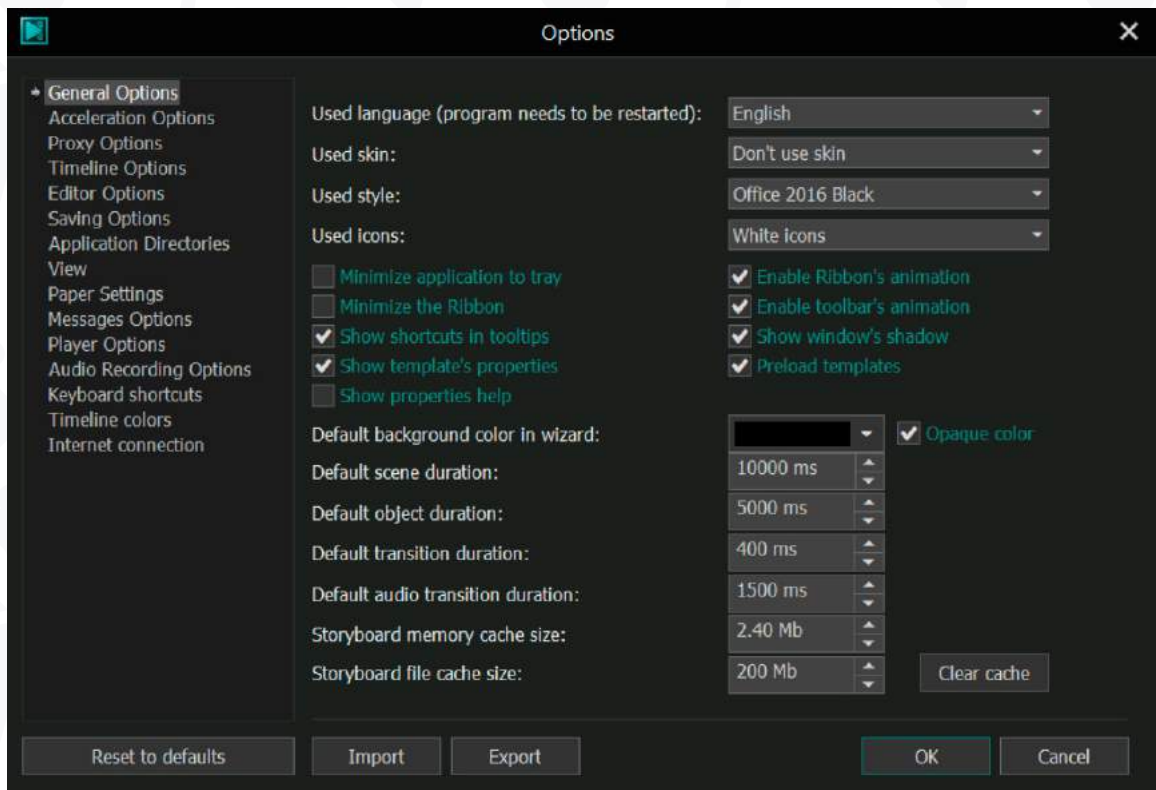 Options
General Options
Acceleration Options
Proxy Options
Timeline Options
Editor Options
Saving Options
Application Directories
View
Paper Settings
Messages Options
Player Options
Audio Recording Options
Keyboard shortcuts
Timeline colors
Internet connection
Used language (program needs to be restarted): English
Used skin: Don't use skin
Used style: Office 2016 Black
Used icons: White icons
Minimize application to tray Enable Ribbon's animation
Minimize the Ribbon Enable toolbar's animation
Show shortcuts in tooltips Show window's shadow
Show template's properties Preload templates
Show properties help
Default background color in wizard: Opaque color
Default scene duration: 10000 ms
Default object duration: 5000 ms
Default transition duration: 400 ms
Default audio transition duration: 1500 ms
Storyboard memory cache size: 2.40 Mb
Storyboard file cache size: 200 Mb Clear cache
Reset to defaults Import Export OK Cancel